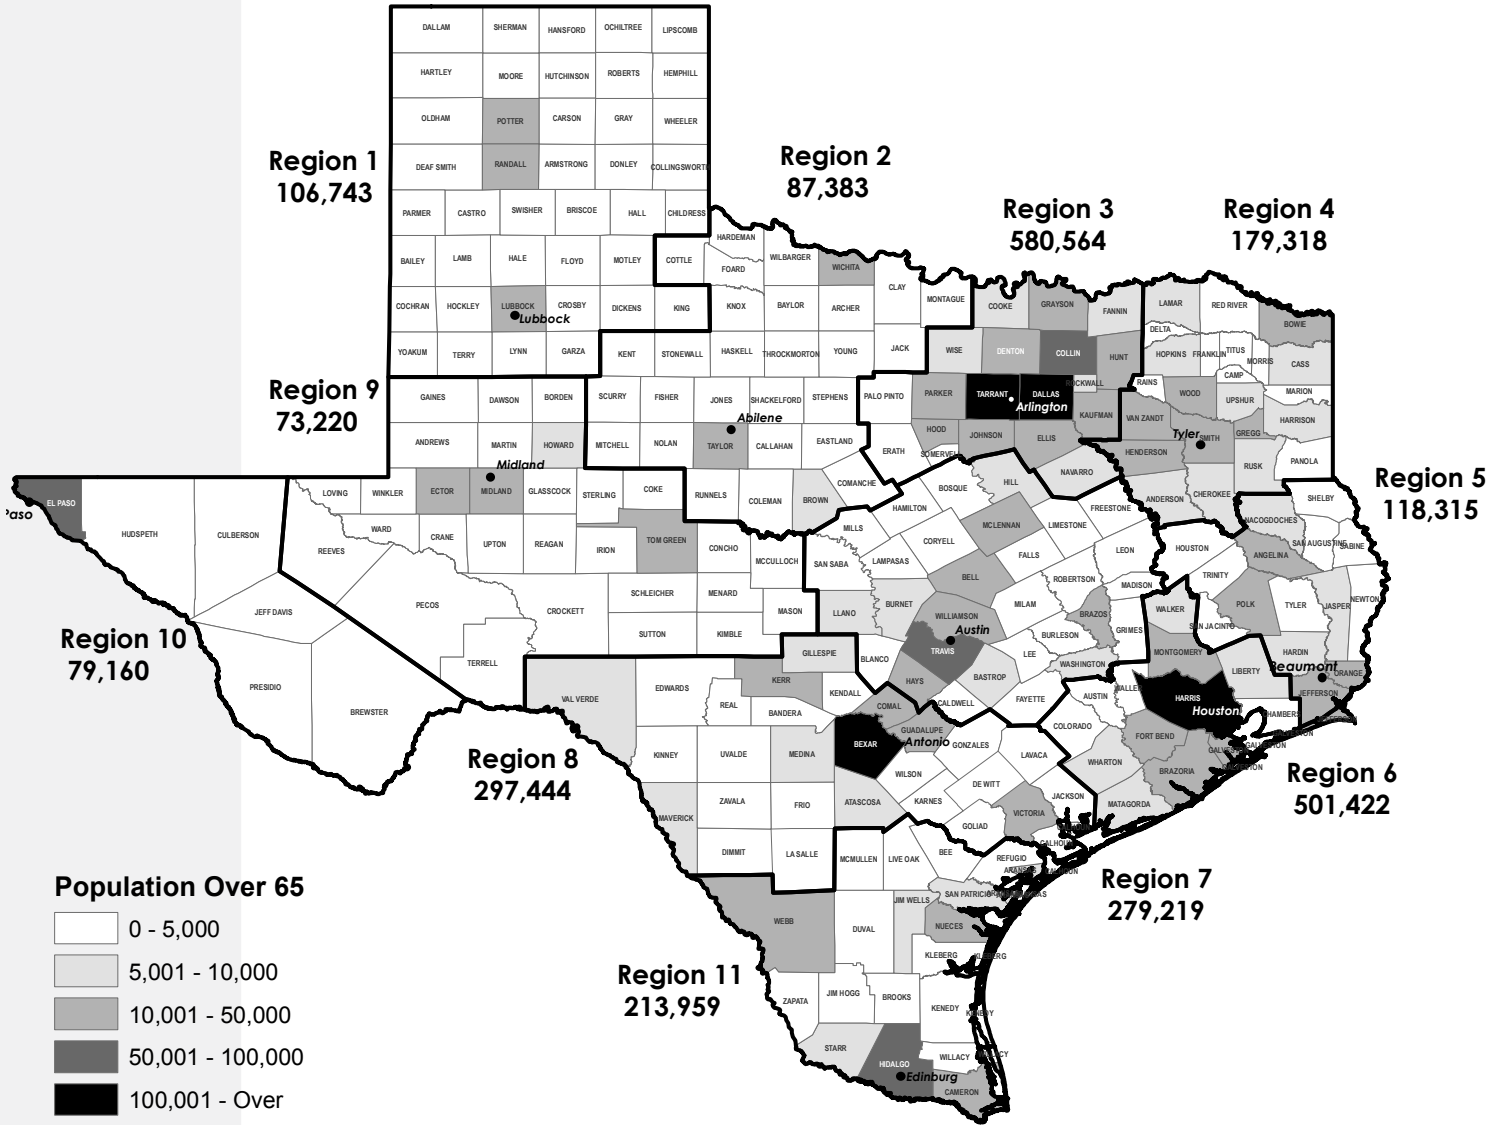 DALLAM SHERMAN HANSFORD OCHILTREE LIPSCOMB
HARTLEY MOORE HUTCHINSON ROBERTS HEMPHILL
OLDHAM POTTER CARSON GRAY WHEELER
DEAF SMITH RANDALL ARMSTRONG DONLEY COLLINGSWORTH
PARMER CASTRO SWISHER BRISCOE HALL CHILDRESS
BAILEY LAMB HALE FLOYD MOTLEY COTTLE
COCHRAN HOCKLEY LUBBOCK CROSBY DICKENS KING
Lubbock
YOAKUM TERRY LYNN GARZA KENT STONEWALL HASKELL THROCKMORTON YOUNG JACK
Region 1
106,743
Region 2
87,383
Region 3
580,564
Region 4
179,318
HARDEMAN
FOARD WILBARGER WICHITA
CLAY MONTAGUE
KNOX BAYLOR ARCHER
COOKE GRAYSON FANNIN LAMAR RED RIVER BOWIE
DELTA
WISE DENTON COLLIN HUNT HOPKINS FRANKLIN TITUS MORRIS CASS
CAMP
ROCKWALL RAINS WOOD UPSHUR MARION
Region 9
73,220
GAINES DAWSON BORDEN SCURRY FISHER JONES SHACKELFORD STEPHENS PALO PINTO PARKER TARRANT DALLAS
Arlington
Abilene
KAUFMAN VAN ZANDT HARRISON
ANDREWS MARTIN HOWARD MITCHELL NOLAN TAYLOR CALLAHAN EASTLAND ERATH HOOD JOHNSON ELLIS
SOMERVELL
Tyler
SMITH GREGG
HENDERSON RUSK PANOLA
Midland
LOVING WINKLER ECTOR MIDLAND GLASSCOCK STERLING COKE RUNNELS COLEMAN BROWN COMANCHE
BOSQUE HILL NAVARRO
ANDERSON CHEROKEE SHELBY
Region 5
118,315
EL PASO
Paso
HUDSPETH CULBERSON REEVES WARD CRANE UPTON REAGAN IRION TOM GREEN CONCHO MCCULLOCH
HAMILTON MILLS CORYELL MCLENNAN LIMESTONE FREESTONE
NACOGDOCHES
SAN AUGUSTINE SABINE
HOUSTON ANGELINA
SAN SABA LAMPASAS BELL FALLS LEON
ROBERTSON MADISON TRINITY
JEFF DAVIS PECOS CROCKETT SCHLEICHER MENARD MASON
LLANO BURNET WILLIAMSON MILAM BRAZOS WALKER POLK TYLER JASPER NEWTON
GRIMES SAN JACINTO
SUTTON KIMBLE
Austin
TRAVIS BURLESON
LEE WASHINGTON MONTGOMERY HARDIN
Region 10
79,160
TERRELL
GILLESPIE BLANCO
LIBERTY
Beaumont
ORANGE
JEFFERSON
PRESIDIO BREWSTER
VAL VERDE EDWARDS KERR KENDALL HAYS BASTROP
REAL BANDERA COMAL CALDWELL FAYETTE AUSTIN WALLER HARRIS
Houston
CHAMBERS
COLORADO
KINNEY UVALDE MEDINA BEXAR GUADALUPE
Antonio
GONZALES LAVACA FORT BEND
GALVESTON
WHARTON BRAZORIA
Region 8
297,444
Region 6
501,422
WILSON DE WITT JACKSON MATAGORDA
MAVERICK ZAVALA FRIO ATASCOSA KARNES VICTORIA
GOLIAD
CALHOUN
DIMMIT LA SALLE MCMULLEN LIVE OAK BEE REFUGIO
Region 7
279,219
WEBB DUVAL JIM WELLS SAN PATRICIO
NUECES
KLEBERG
Region 11
213,959
ZAPATA JIM HOGG BROOKS KENEDY
STARR HIDALGO WILLACY
Edinburg
CAMERON
Population Over 65
0 - 5,000
5,001 - 10,000
10,001 - 50,000
50,001 - 100,000
100,001 - Over